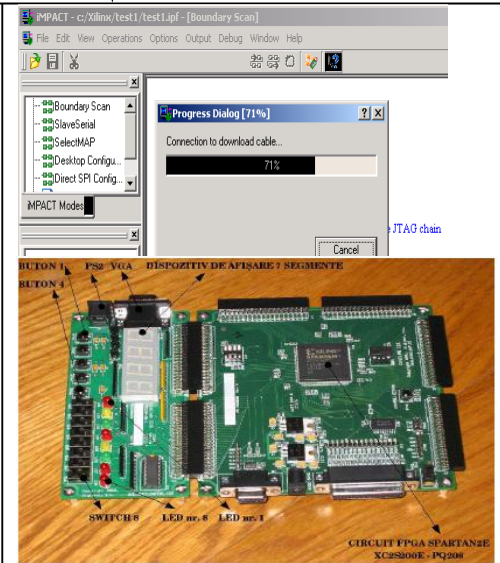 iMPACT - c:/Xilinx/test1/test1.ipf - [Boundary Scan]
File Edit View Operations Options Output Debug Window Help
Boundary Scan
SlaveSerial
SelectMAP
Desktop Configu...
Direct SPI Config...
iMPACT Modes
Progress Dialog [71%]
Connection to download cable...
71%
Cancel
JTAG chain
BUTON 1 PS2 VGA DISPOZITIV DE AFIŞARE 7 SEGMENTE
BUTON 4
XILINX
SWITCH 8 LED nr. 8 LED nr. 1
CIRCUIT FPGA SPARTAN2E
XC2S200E - PQ208